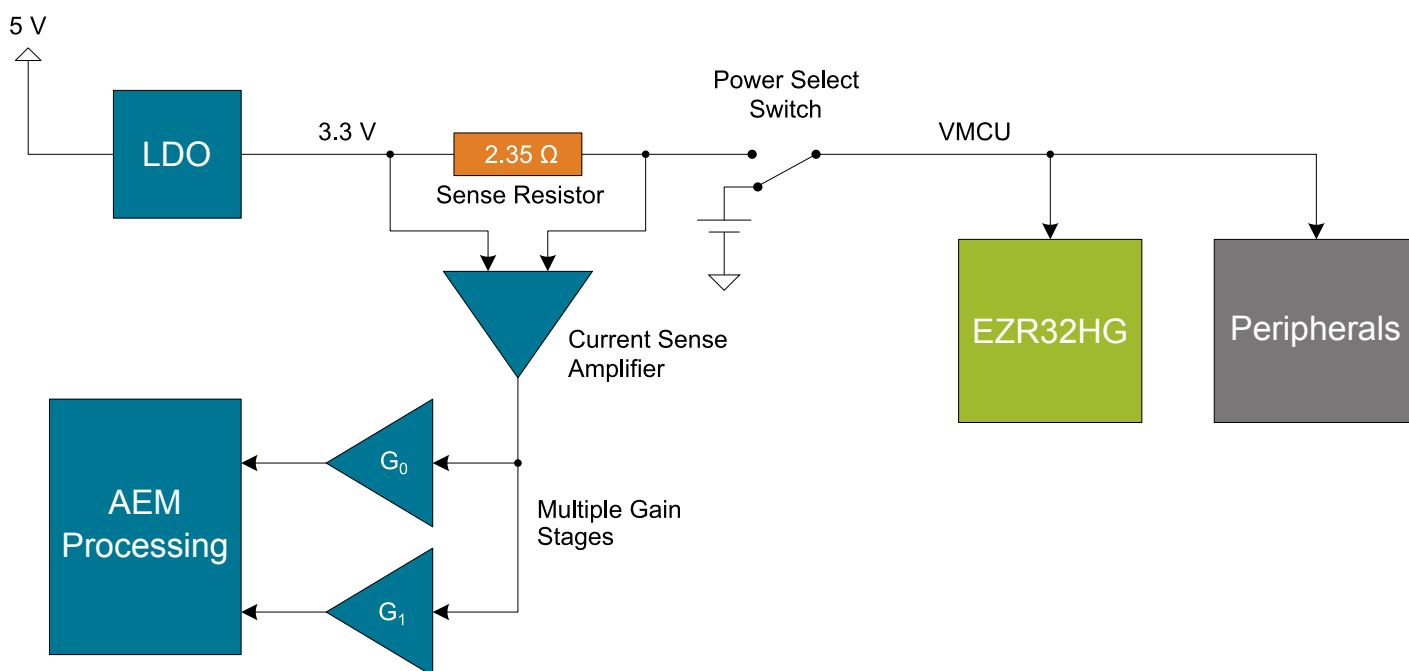 5 V
Power Select
Switch
LDO
3.3 V
2.35 Ω
VMCU
Sense Resistor
EZR32HG
Peripherals
Current Sense
Amplifier
AEM
Processing
G₀
Multiple Gain
Stages
G₁